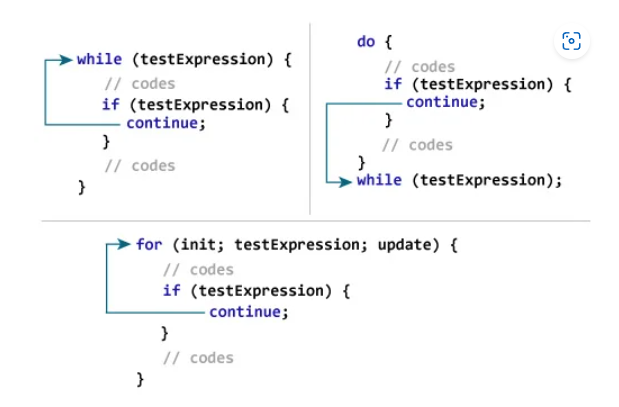 while (testExpression) {
// codes
if (testExpression) {
continue;
}
// codes
}
do {
// codes
if (testExpression) {
continue;
}
// codes
}
while (testExpression);
for (init; testExpression; update) {
// codes
if (testExpression) {
continue;
}
// codes
}